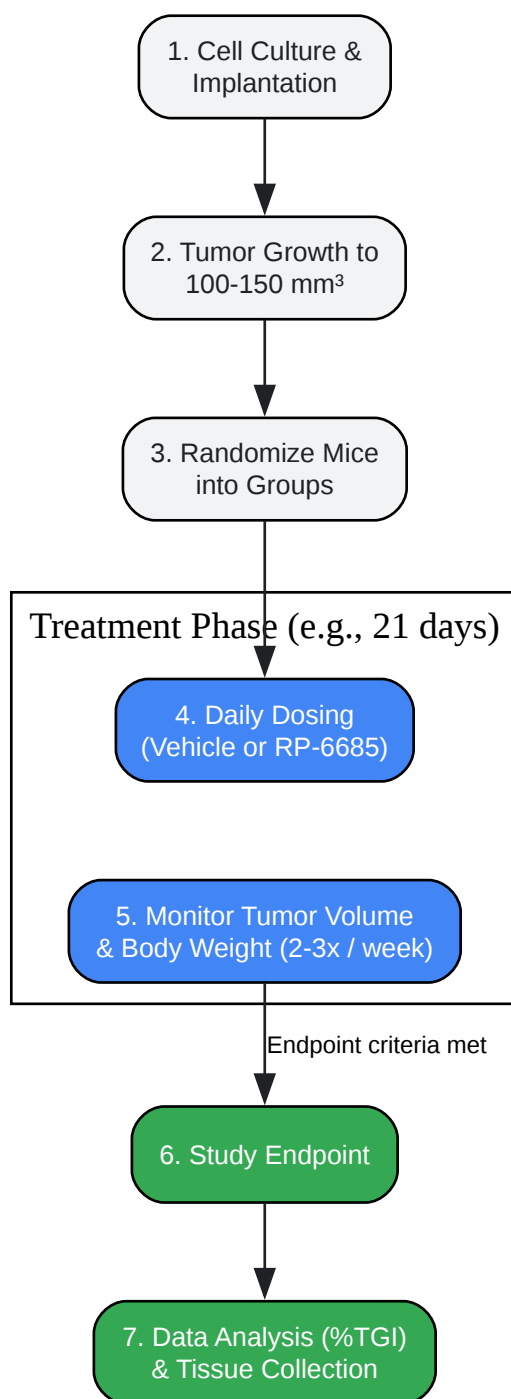 1. Cell Culture &
Implantation
2. Tumor Growth to
100-150 mm³
3. Randomize Mice
into Groups
Treatment Phase (e.g., 21 days)
4. Daily Dosing
(Vehicle or RP-6685)
5. Monitor Tumor Volume
& Body Weight (2-3x / week)
Endpoint criteria met
6. Study Endpoint
7. Data Analysis (%TGI)
& Tissue Collection